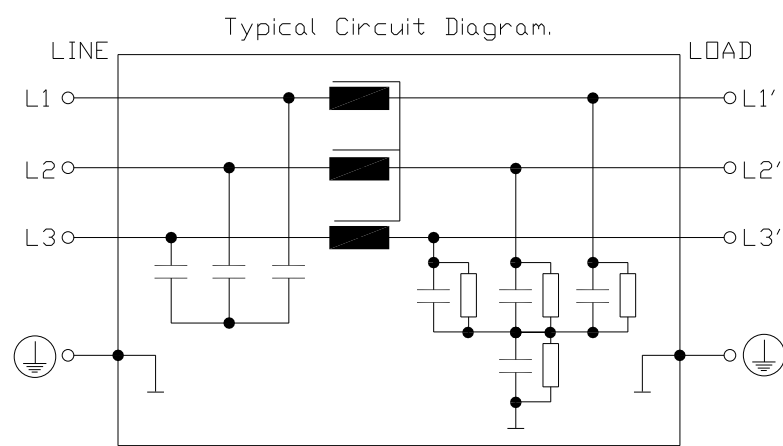 Typical Circuit Diagram.
LINE
LOAD
L1
L1'
L2
L2'
L3
L3'